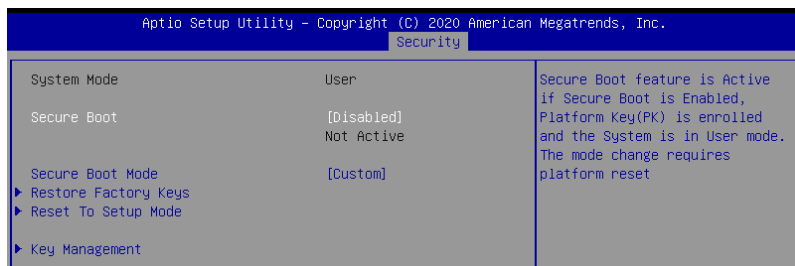 Aptio Setup Utility – Copyright (C) 2020 American Megatrends, Inc.
Security
System Mode User
Secure Boot [Disabled]
Not Active
Secure Boot Mode [Custom]
Restore Factory Keys
Reset To Setup Mode
Key Management
Secure Boot feature is Active
if Secure Boot is Enabled,
Platform Key(PK) is enrolled
and the System is in User mode.
The mode change requires
platform reset